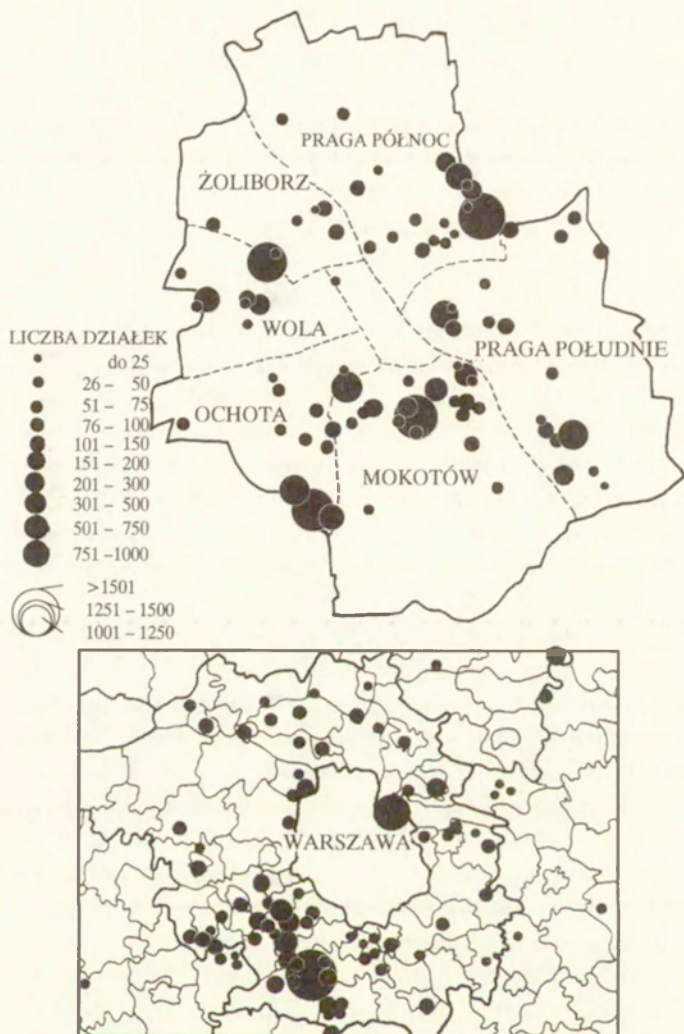 PRAGA PÓŁNOC
ŻOLIBORZ
WOLA
LICZBA DZIAŁEK
do 25
26 – 50
51 – 75
76 – 100
101 – 150
151 – 200
201 – 300
301 – 500
501 – 750
751 –1000
>1501
1251 – 1500
1001 – 1250
PRAGA POŁUDNIE
OCHOTA
MOKOTÓW
WARSZAWA